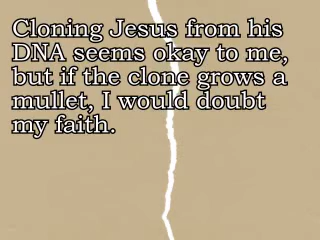 Cloning Jesus from his
DNA seems okay to me,
but if the clone grows a
mullet, I would doubt
my faith.